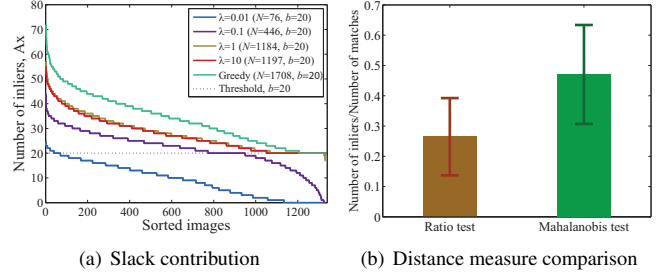 Number of inliers, Ax
80
70
60
50
40
30
20
10
0
0
200
400
600
800
1000
1200
Sorted images
λ=0.01 (N=76, b=20)
λ=0.1 (N=446, b=20)
λ=1 (N=1184, b=20)
λ=10 (N=1197, b=20)
Greedy (N=1708, b=20)
Threshold, b=20
(a) Slack contribution
Number of inliers/Number of matches
0.7
0.6
0.5
0.4
0.3
0.2
0.1
0
Ratio test
Mahalanobis test
(b) Distance measure comparison